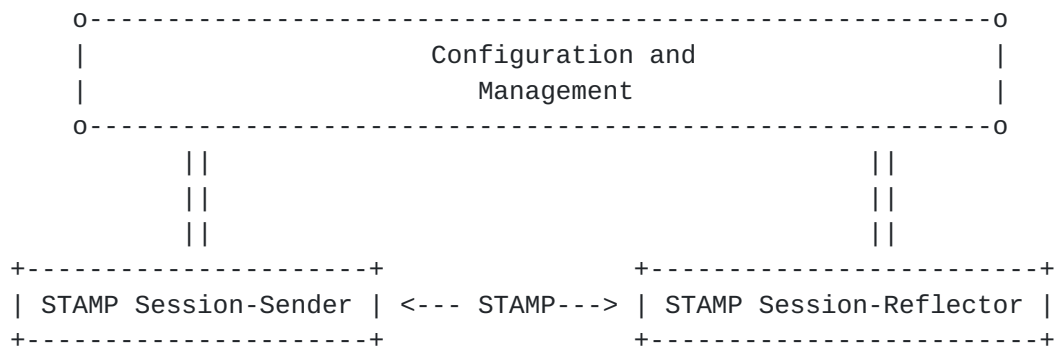 Configuration and
Management
STAMP Session-Sender <--- STAMP---> STAMP Session-Reflector